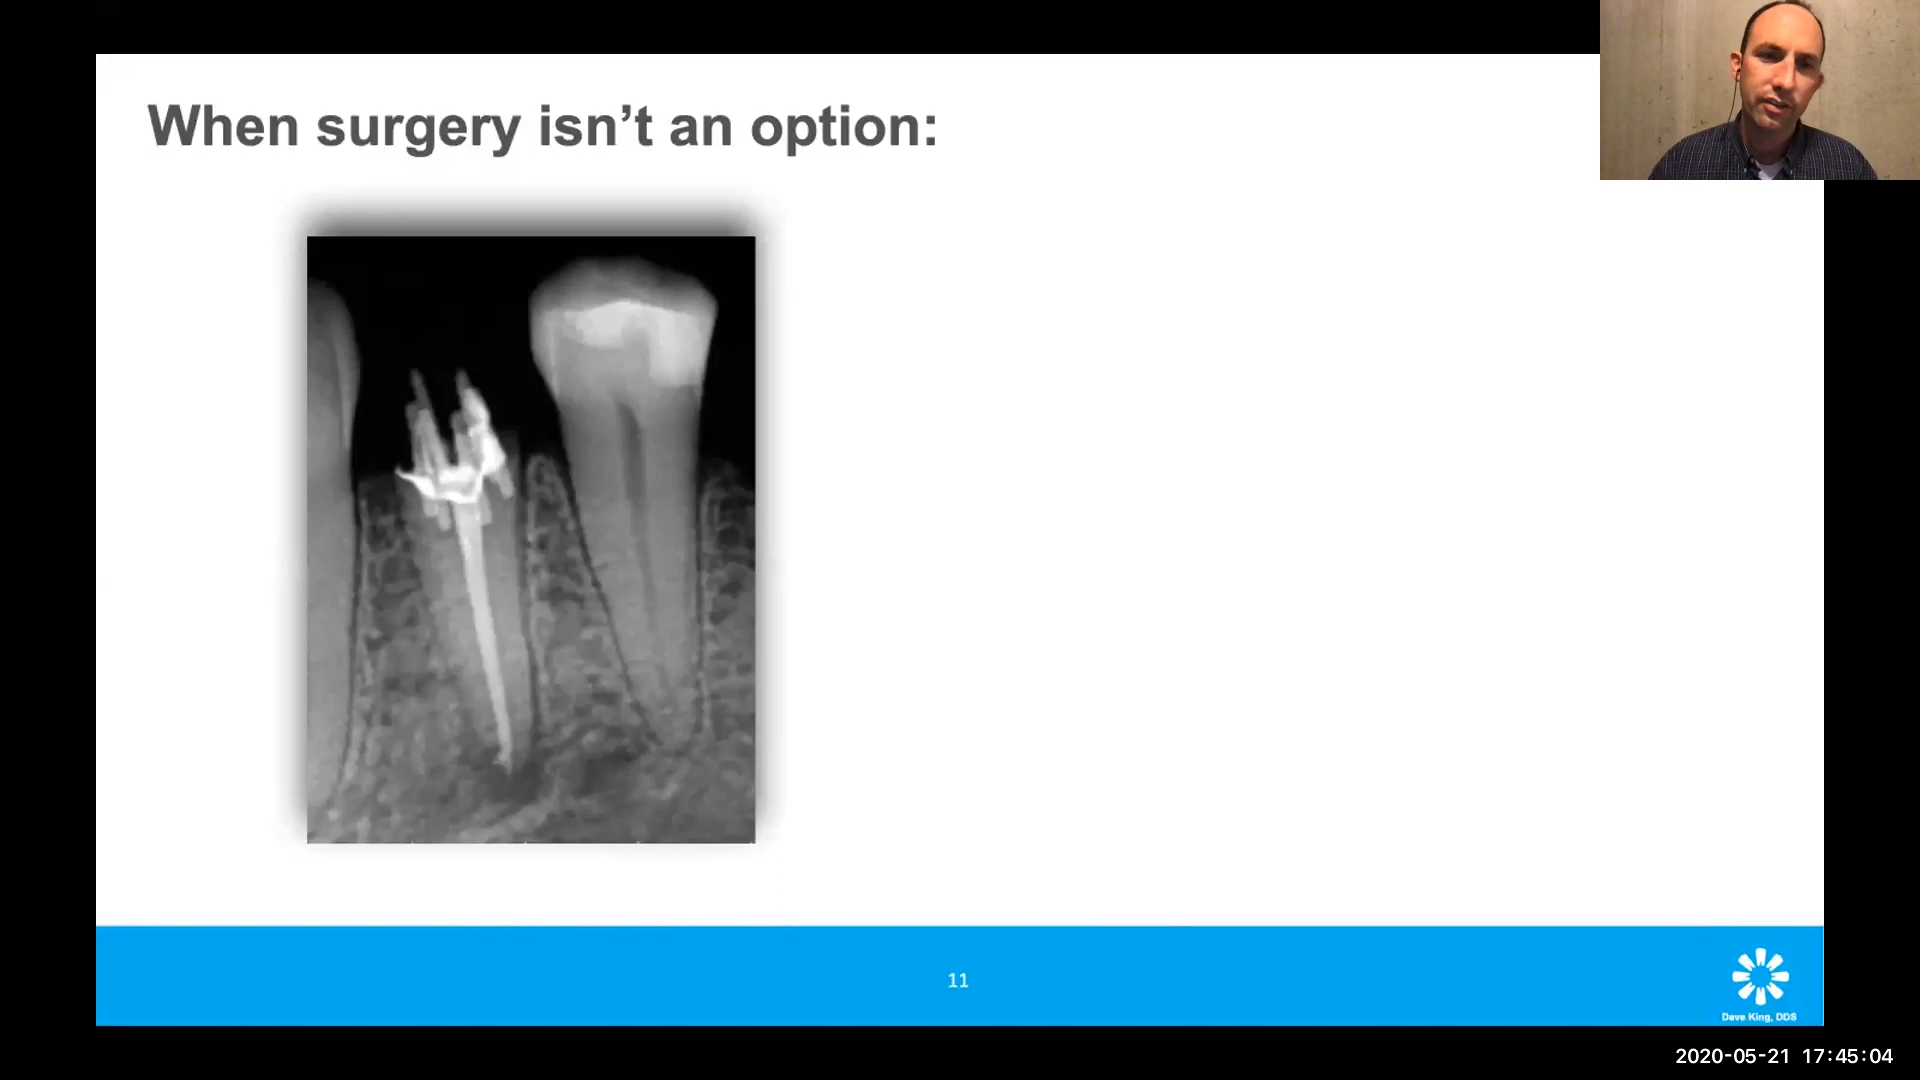 When surgery isn’t an option:
11
Dave King, DDS
2020-05-21 17:45:04